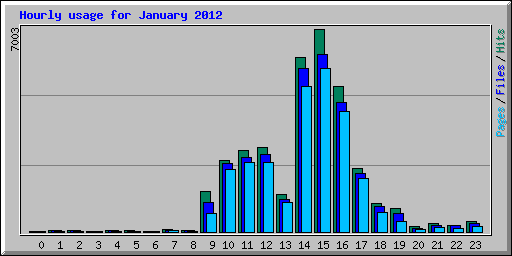 Hourly usage for January 2012
7003
Pages / Files / Hits
0 1 2 3 4 5 6 7 8 9 10 11 12 13 14 15 16 17 18 19 20 21 22 23